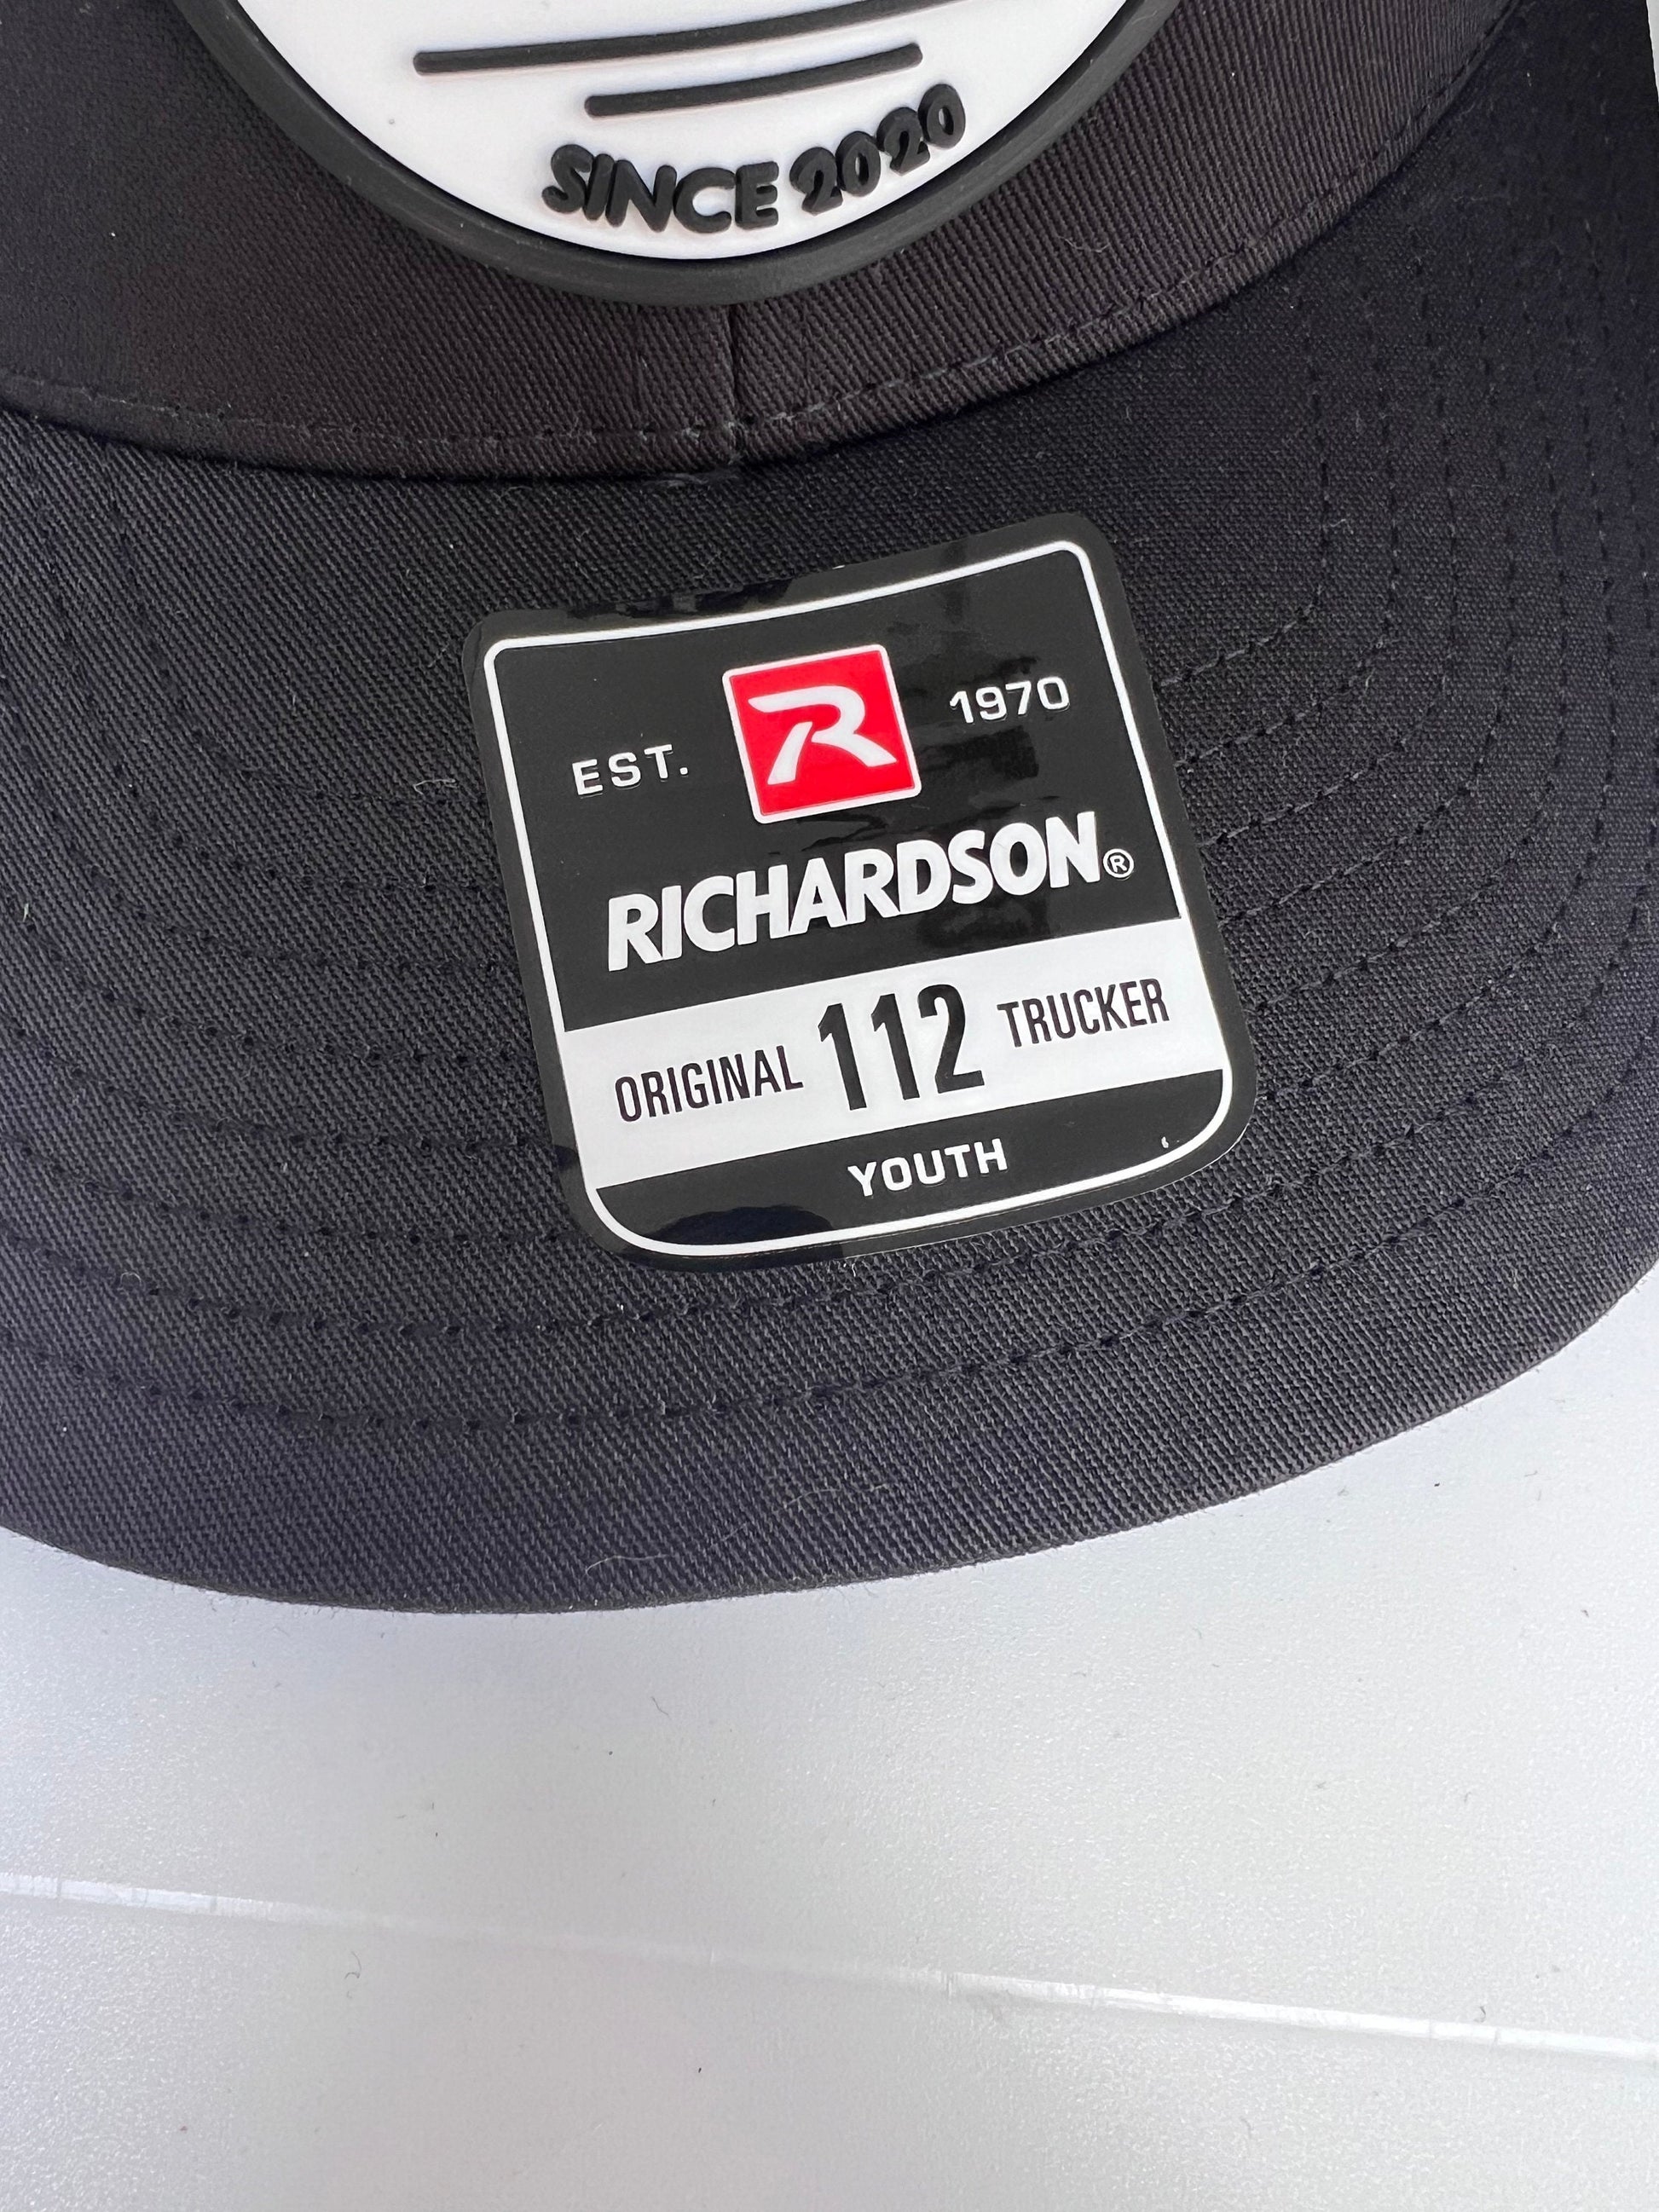 SINCE 2020
EST. R 1970
RICHARDSON®
ORIGINAL 112 TRUCKER
YOUTH